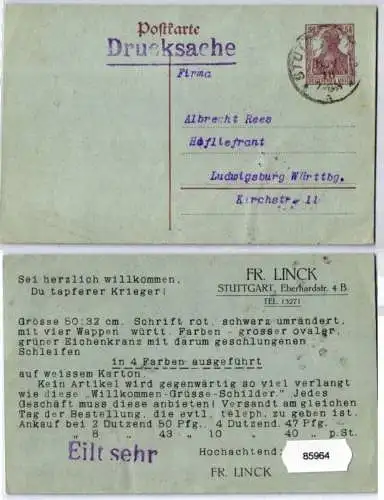 Postkarte
Drucksache
Firma
Albrecht Rees
Hofliefrant
Ludwigsburg Württbg.
Kirchstr. 11
Sei herzlich willkommen,
Du tapferer Krieger!
FR. LINCK
STUTTGART, Eberhardstr. 4 B.
TEL. 13271
Grösse 50:32 cm. Schrift rot, schwarz umrändert,
mit vier Wappen württ. Farben - grosser ovaler,
grüner Eichenkranz mit darum geschlungenen
Schleifen
in 4 Farben ausgeführt
auf weissem Karton.
Kein Artikel wird gegenwärtig so viel verlangt
wie diese „Willkommen-Grüsse-Schilder." Jedes
Geschäft muss diese anbieten! Versandt am gleichen
Tag der Bestellung, die evtl. teleph. zu geben ist.
Ankauf bei 2 Dutzend 50 Pfg., 4 Dutzend 47 Pfg.
„ 8 „ 43 „ 10 „ 40 „ p.St.
Eilt sehr
Hochachtend:
FR. LINCK
85964